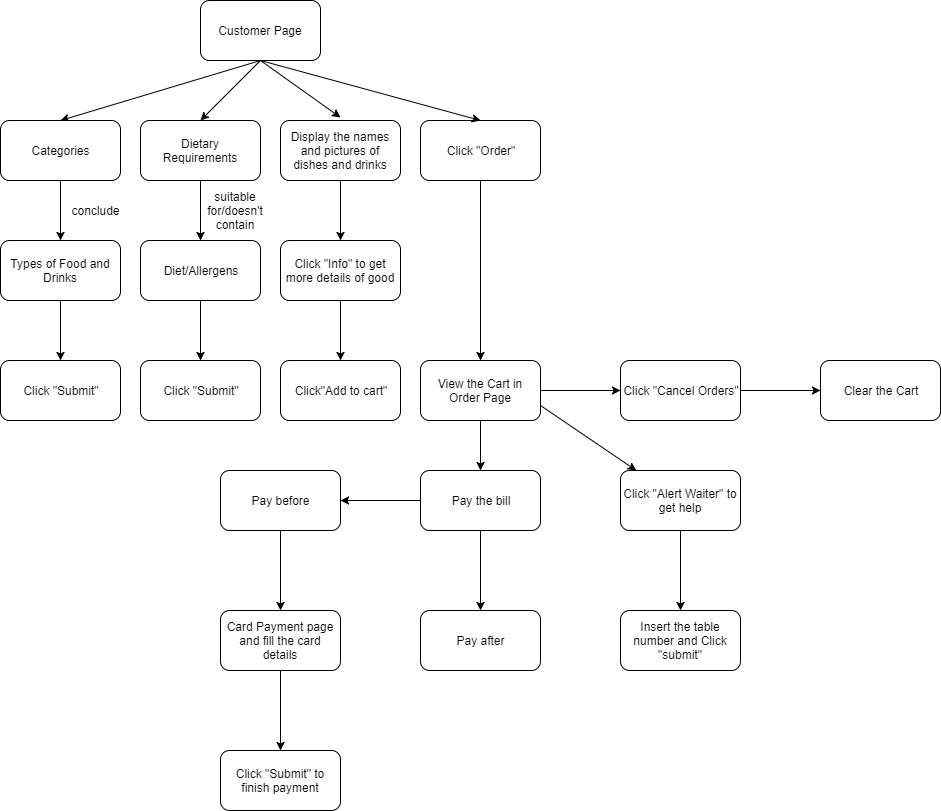 Customer Page
Categories
Dietary
Requirements
Display the names
and pictures of
dishes and drinks
Click "Order"
conclude
suitable
for/doesn't
contain
Types of Food and
Drinks
Diet/Allergens
Click "Info" to get
more details of good
Click "Submit"
Click "Submit"
Click"Add to cart"
View the Cart in
Order Page
Click "Cancel Orders"
Clear the Cart
Pay before
Pay the bill
Click "Alert Waiter" to
get help
Card Payment page
and fill the card
details
Pay after
Insert the table
number and Click
"submit"
Click "Submit" to
finish payment